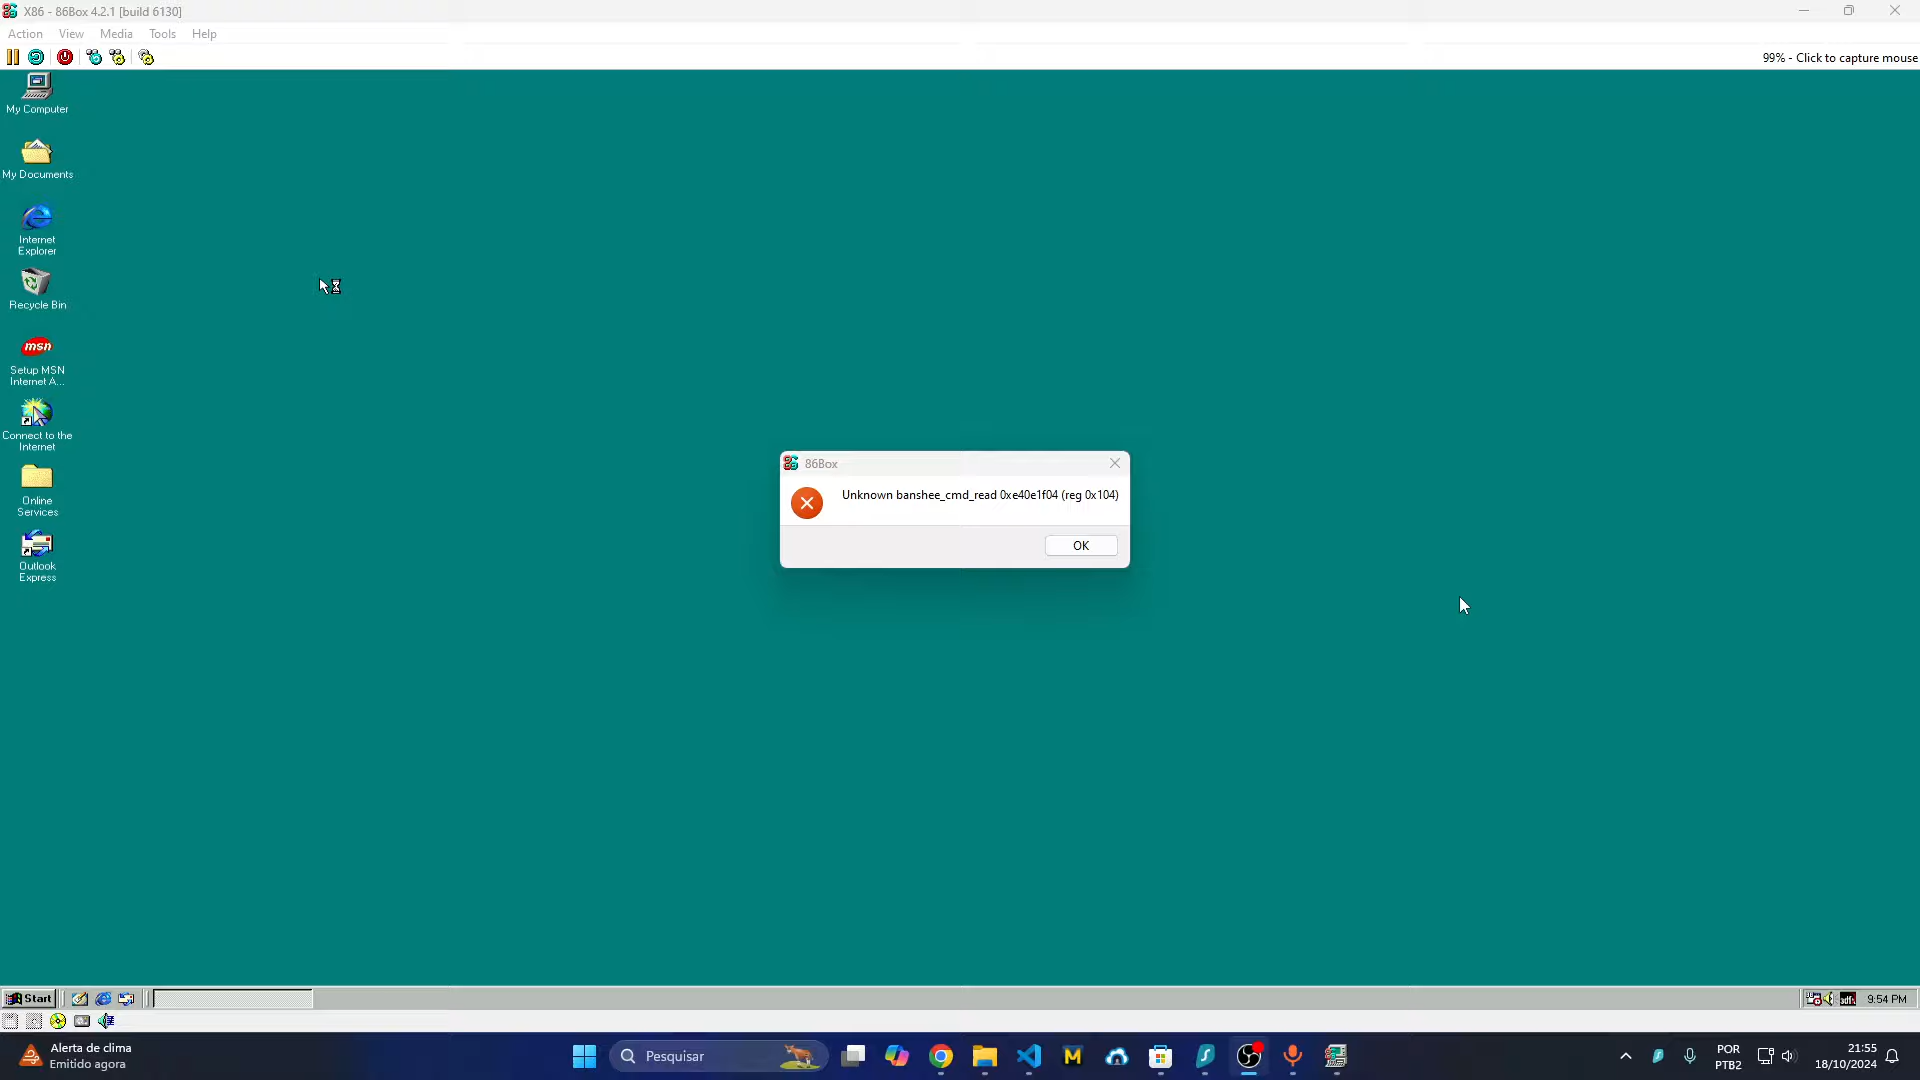 X86 - 86Box 4.2.1 [build 6130]
Action View Media Tools Help
99% - Click to capture mouse
My Computer
My Documents
Internet
Explorer
Recycle Bin
msn
Setup MSN
Internet A...
Connect to the
Internet
Online
Services
Outlook
Express
86Box
Unknown banshee_cmd_read 0xe40e1f04 (reg 0x104)
OK
Start
3dfx
9:54 PM
Alerta de clima
Emitido agora
Pesquisar
POR
PTB2
21:55
18/10/2024